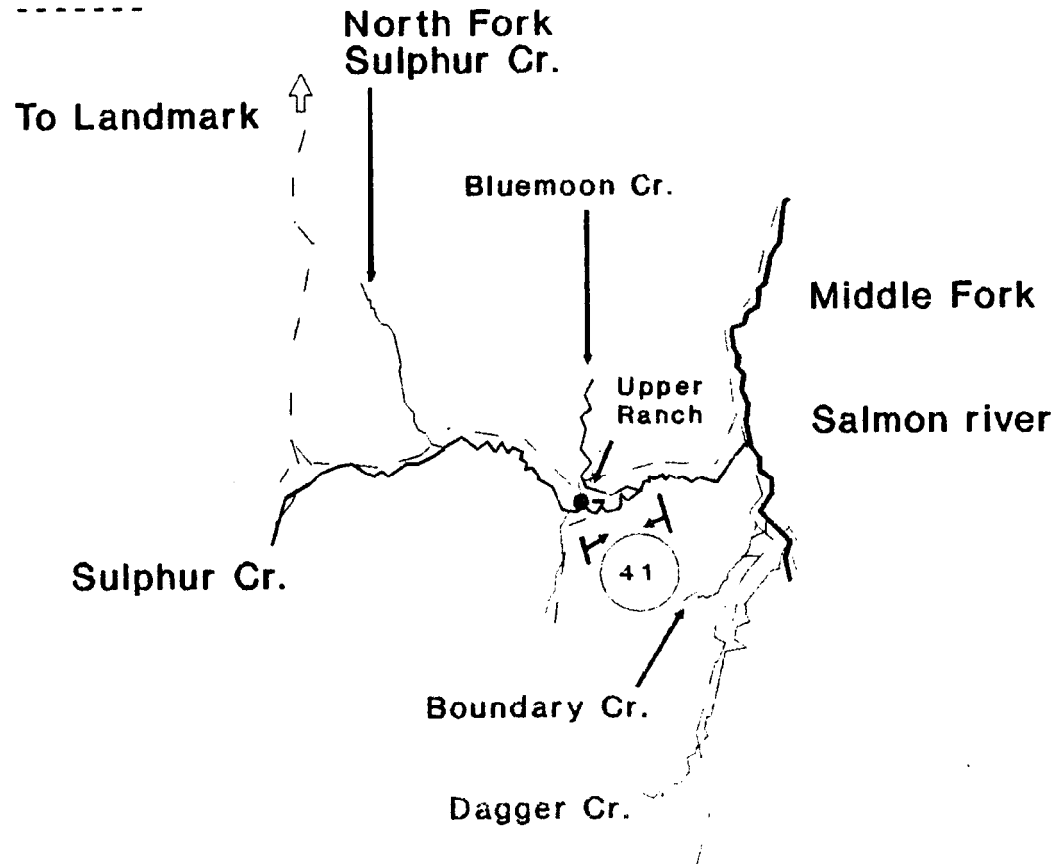 North Fork
Sulphur Cr.
To Landmark
Bluemoon Cr.
Middle Fork
Upper
Ranch
Salmon river
Sulphur Cr.
41
Boundary Cr.
Dagger Cr.